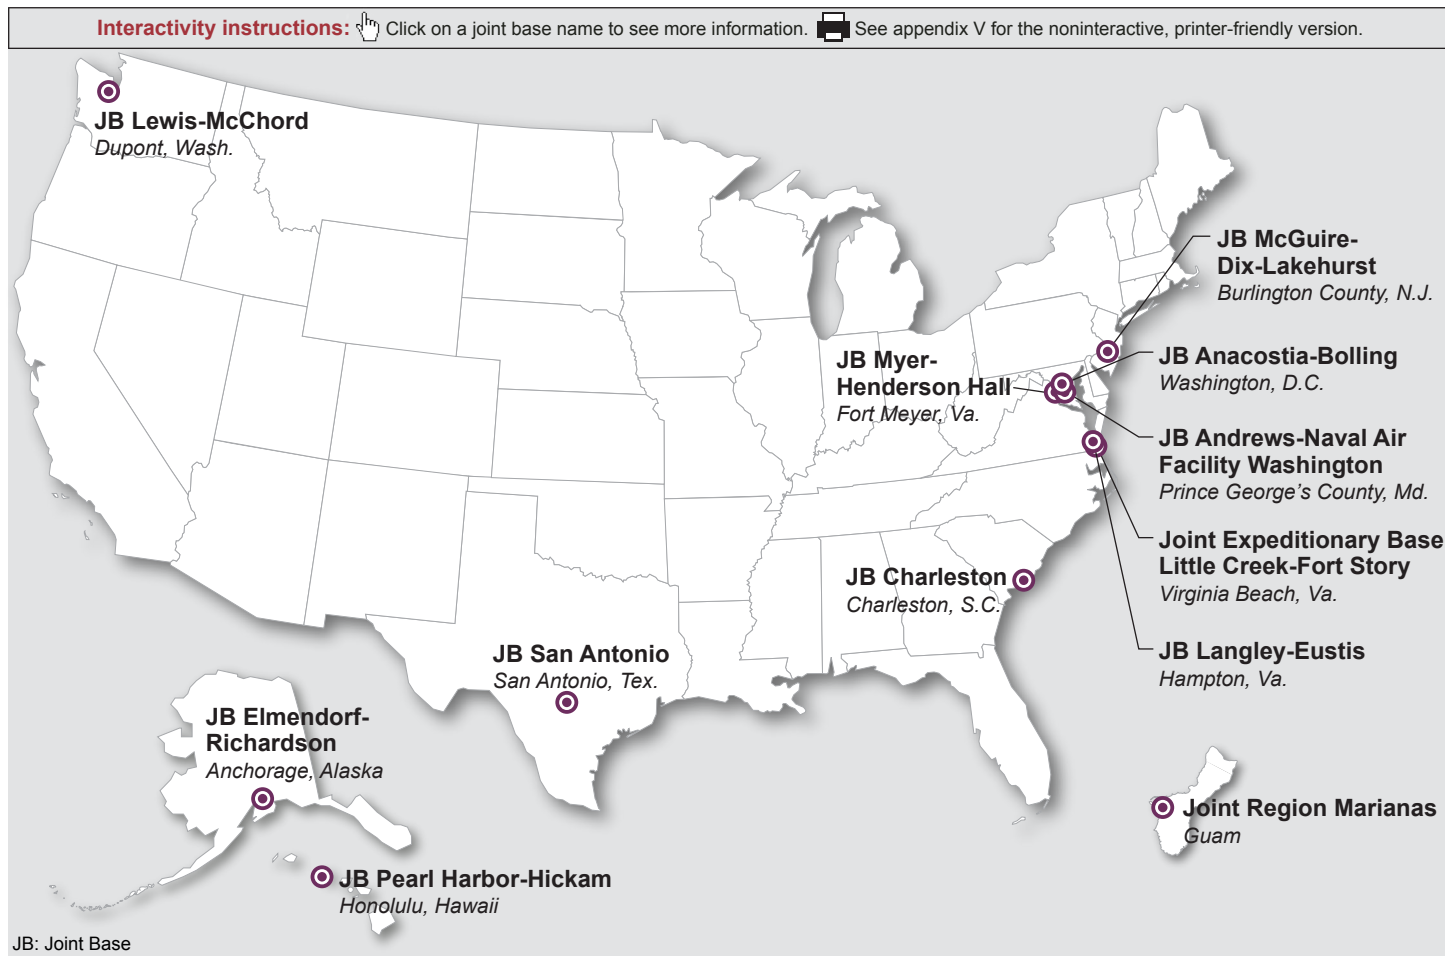 Interactivity instructions: Click on a joint base name to see more information. See appendix V for the noninteractive, printer-friendly version.
JB Lewis-McChord
Dupont, Wash.
JB McGuire-
Dix-Lakehurst
Burlington County, N.J.
JB Myer-
Henderson Hall
Fort Meyer, Va.
JB Anacostia-Bolling
Washington, D.C.
JB Andrews-Naval Air
Facility Washington
Prince George's County, Md.
Joint Expeditionary Base
Little Creek-Fort Story
Virginia Beach, Va.
JB Charleston
Charleston, S.C.
JB Langley-Eustis
Hampton, Va.
JB San Antonio
San Antonio, Tex.
JB Elmendorf-
Richardson
Anchorage, Alaska
Joint Region Marianas
Guam
JB Pearl Harbor-Hickam
Honolulu, Hawaii
JB: Joint Base